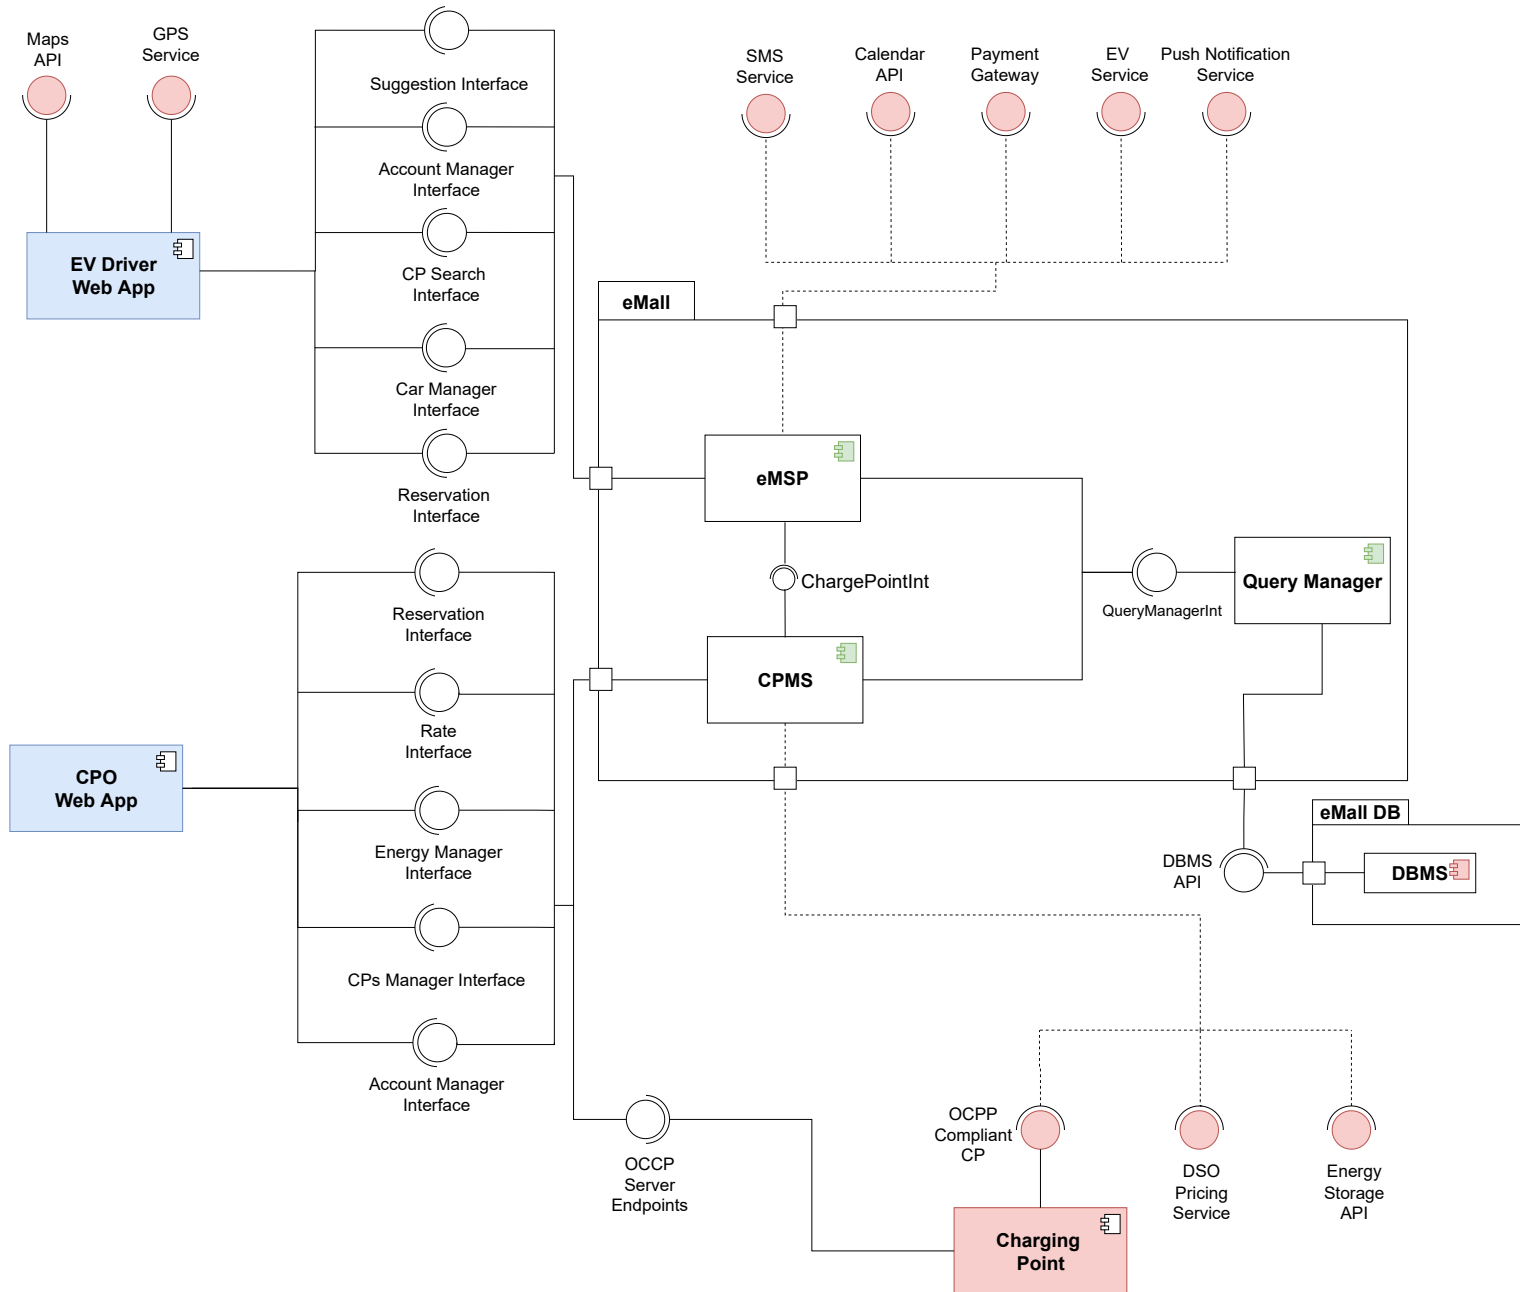 Maps
API
GPS
Service
Suggestion Interface
Account Manager
Interface
CP Search
Interface
Car Manager
Interface
Reservation
Interface
EV Driver
Web App
SMS
Service
Calendar
API
Payment
Gateway
EV
Service
Push Notification
Service
eMall
eMSP
ChargePointInt
CPMS
QueryManagerInt
Query Manager
Reservation
Interface
Rate
Interface
Energy Manager
Interface
CPs Manager Interface
Account Manager
Interface
CPO
Web App
DBMS
API
eMall DB
DBMS
OCCP
Server
Endpoints
OCPP
Compliant
CP
DSO
Pricing
Service
Energy
Storage
API
Charging
Point